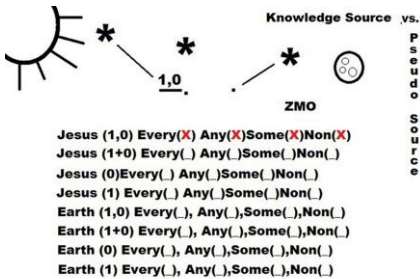 Knowledge Source vs.
Pseudo Source
* * *
1,0
. .
ZMO
Jesus (1,0) Every(X) Any(X)Some(X)Non(X)
Jesus (1+0) Every(_) Any(_)Some(_)Non(_)
Jesus (0)Every(_) Any(_)Some(_)Non(_)
Jesus (1) Every(_) Any(_)Some(_)Non(_)
Earth (1,0) Every(_), Any(_),Some(_),Non(_)
Earth (1+0) Every(_), Any(_),Some(_),Non(_)
Earth (0) Every(_), Any(_),Some(_),Non(_)
Earth (1) Every(_), Any(_),Some(_),Non(_)